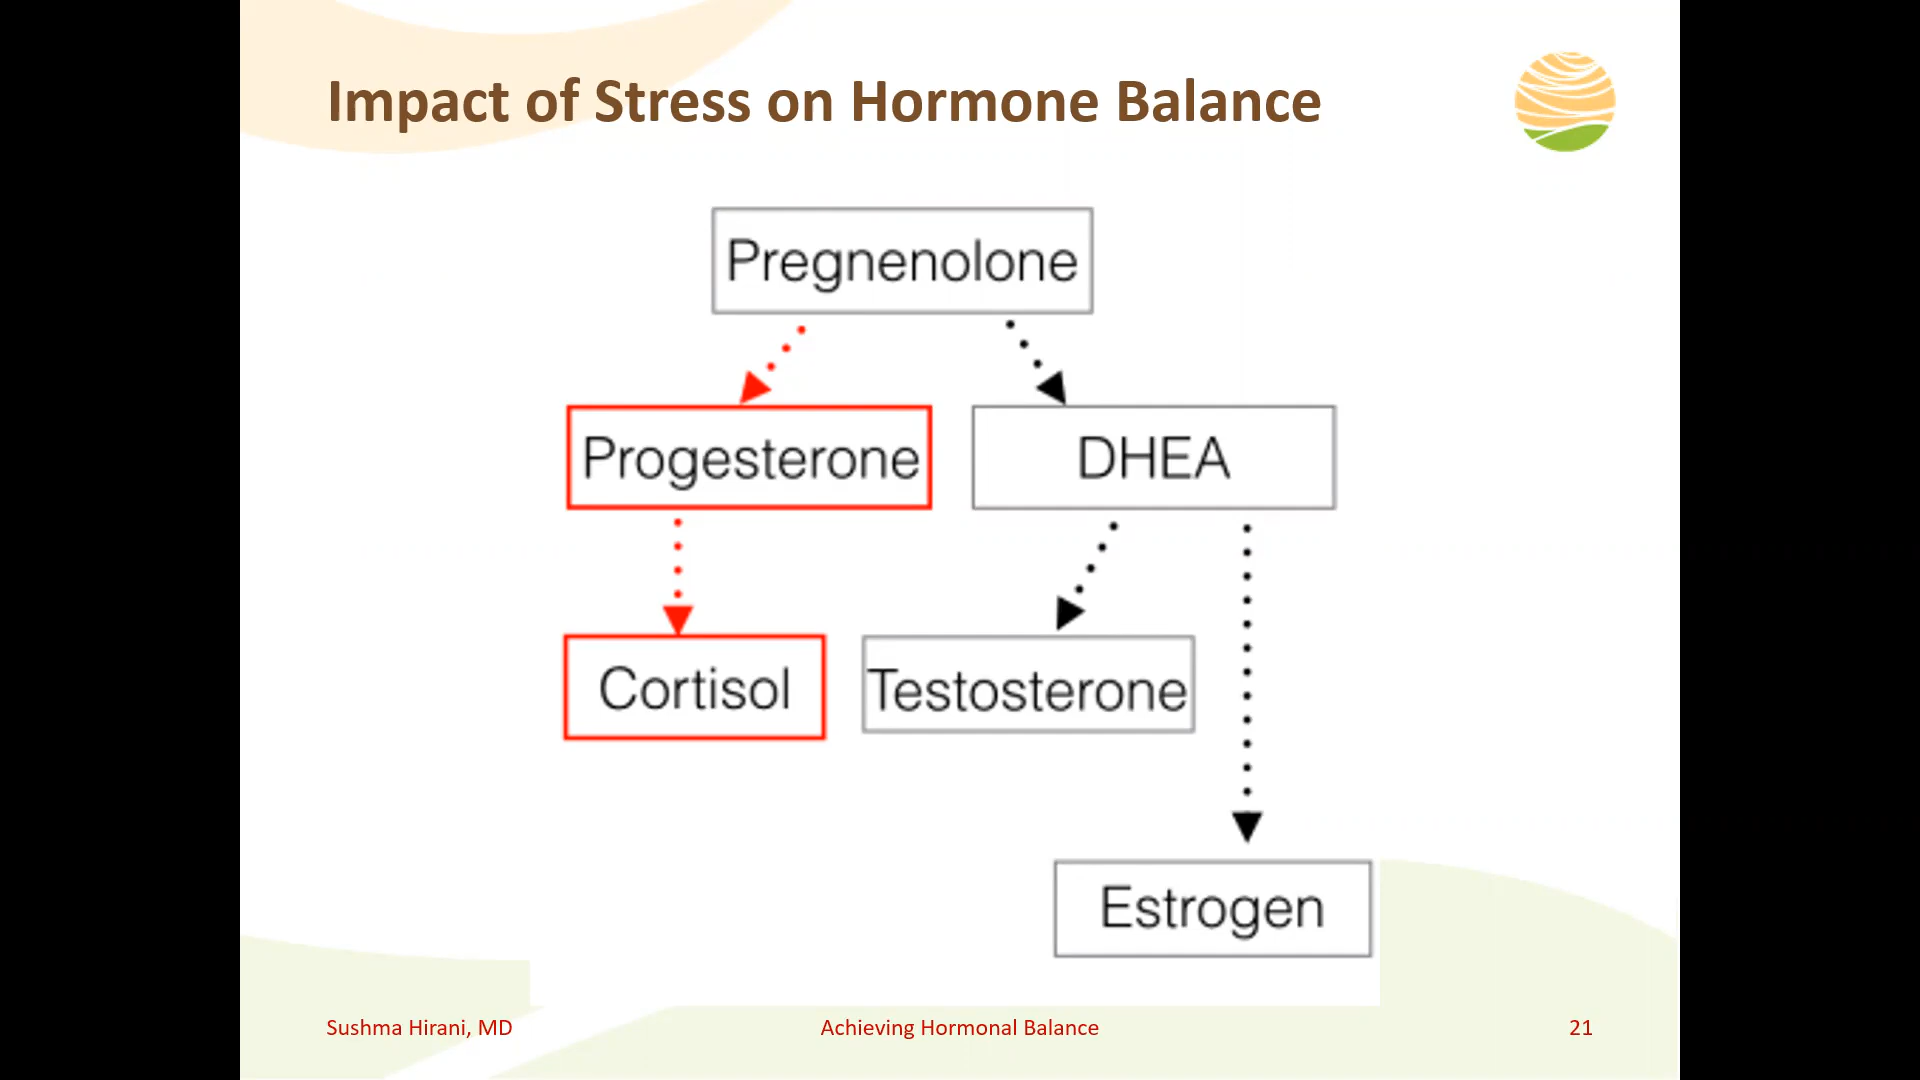 Impact of Stress on Hormone Balance
Pregnenolone
Progesterone
DHEA
Cortisol
Testosterone
Estrogen
Sushma Hirani, MD
Achieving Hormonal Balance
21